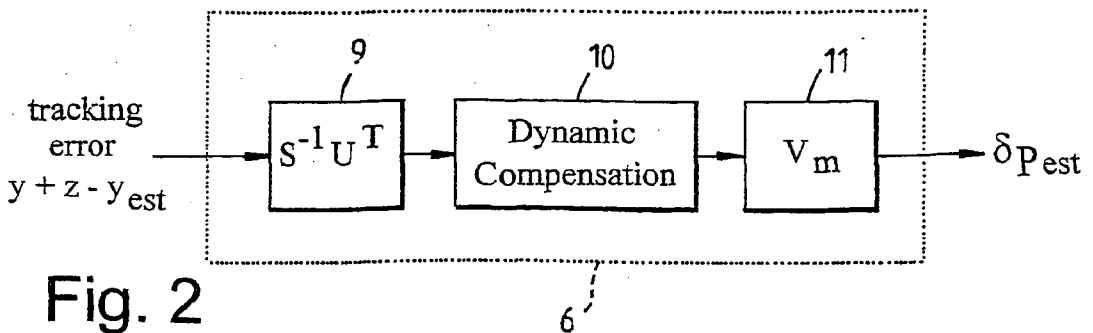 9
10
11
tracking
error
y + z - y_est
S^-1 U^T
Dynamic
Compensation
V_m
δP_est
6
Fig. 2